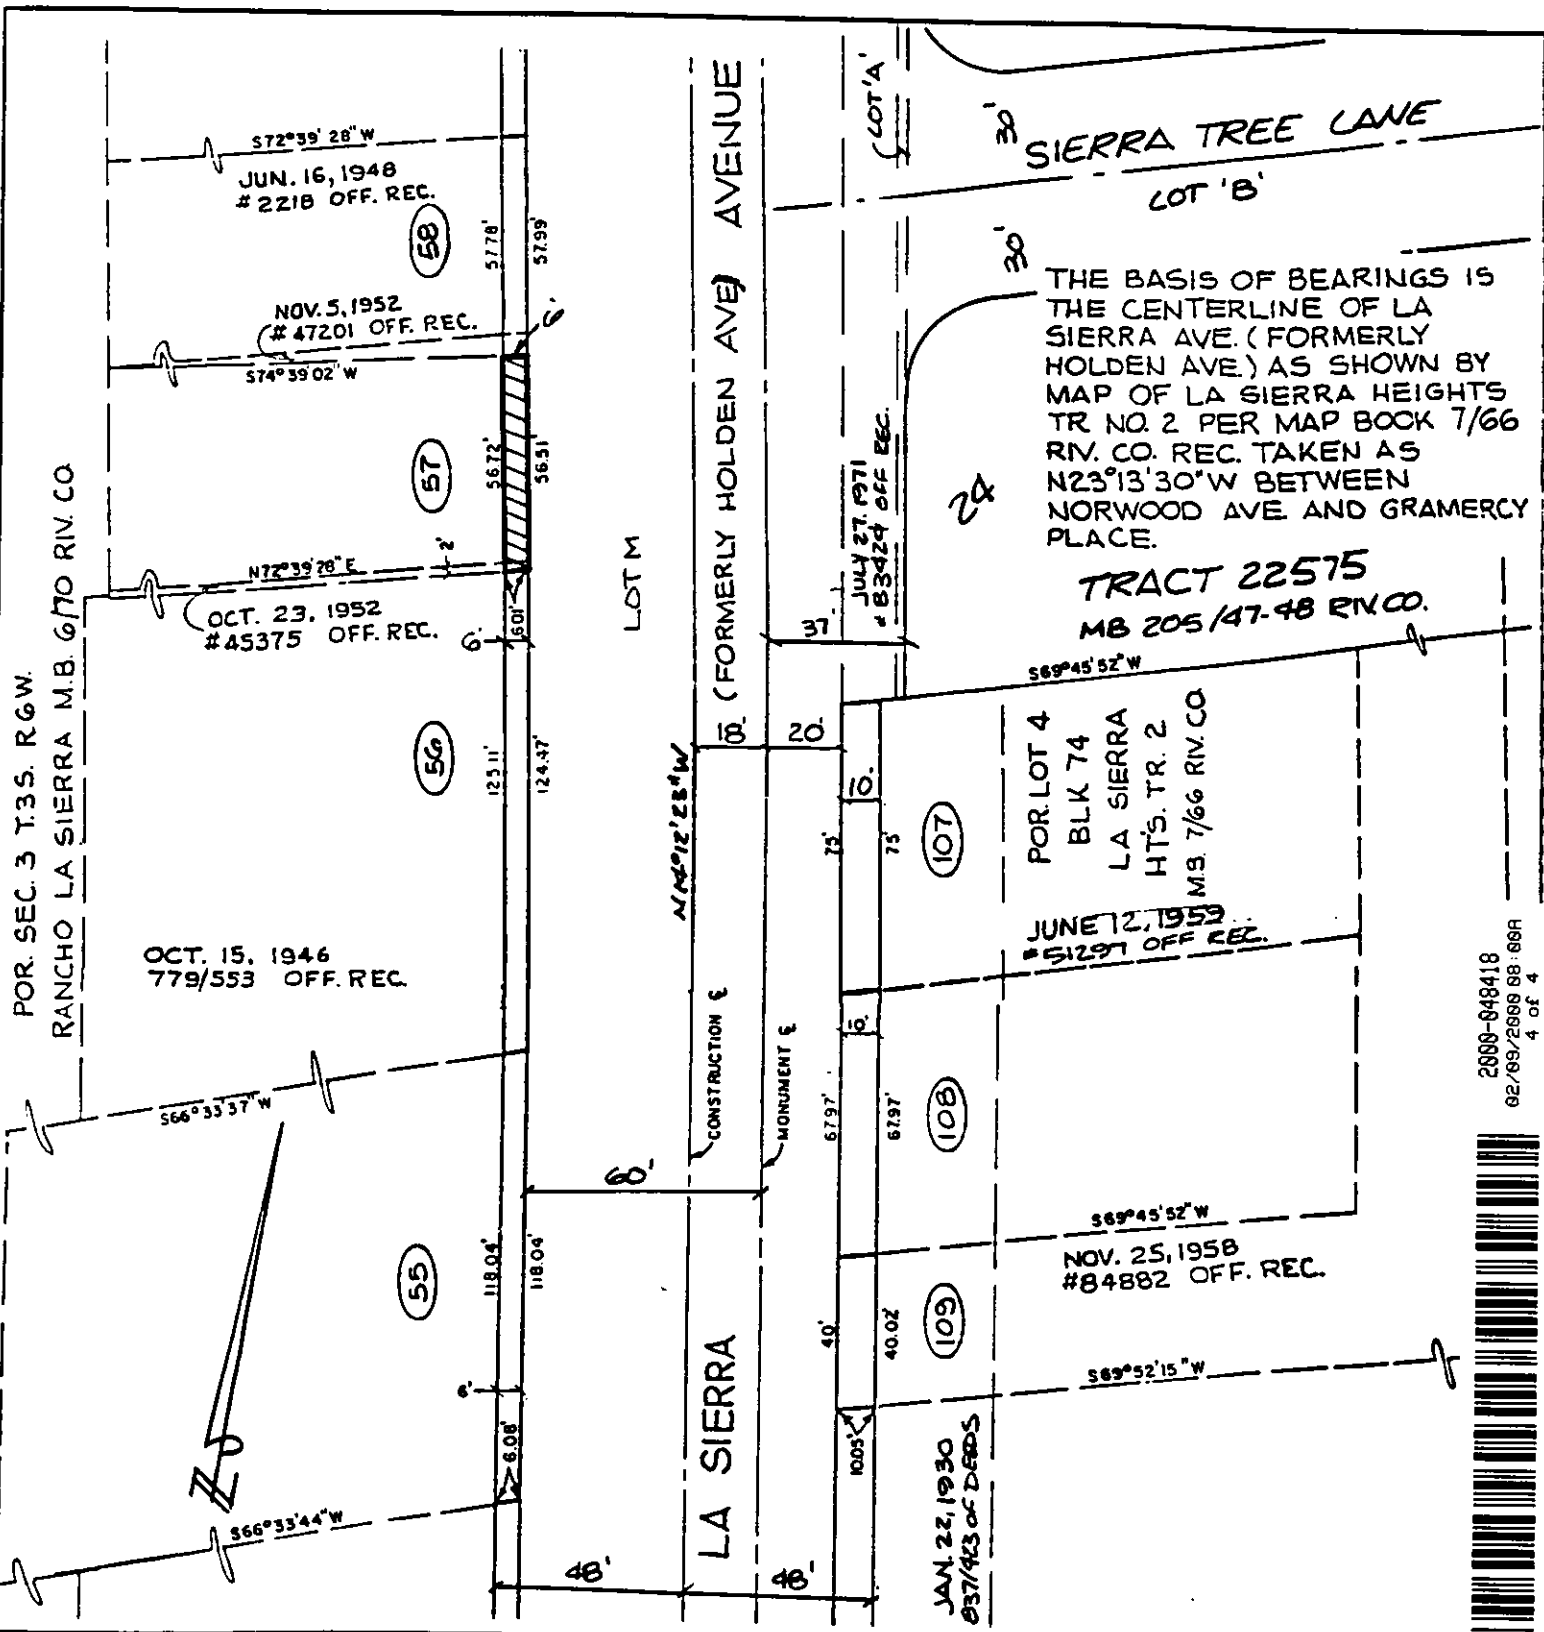 S72°39'28"W
JUN. 16, 1948
#2218 OFF. REC.
58
57.78'
57.99'
NOV. 5, 1952
#47201 OFF. REC.
S74°39'02"W
6'
57
56.72'
56.51'
N72°39'28"E
2'
OCT. 23, 1952
#45375 OFF. REC.
6.01'
6'
56
125.11'
124.47'
OCT. 15, 1946
779/553 OFF. REC.
S66°33'37"W
55
118.04'
118.04'
6'
6.08'
S66°33'44"W
N
POR. SEC. 3 T.3S. R6W.
RANCHO LA SIERRA M.B. 6/70 RIV. CO.
LOT M
LA SIERRA (FORMERLY HOLDEN AVE) AVENUE
N14°12'23"W
CONSTRUCTION ℄
MONUMENT ℄
60'
48'
48'
18'
20'
37'
LOT 'A'
JULY 27, 1971
#83424 OFF REC.
30'
SIERRA TREE LANE
LOT 'B'
30'
24
THE BASIS OF BEARINGS IS
THE CENTERLINE OF LA
SIERRA AVE. (FORMERLY
HOLDEN AVE.) AS SHOWN BY
MAP OF LA SIERRA HEIGHTS
TR NO. 2 PER MAP BOOK 7/66
RIV. CO. REC. TAKEN AS
N23°13'30"W BETWEEN
NORWOOD AVE. AND GRAMERCY
PLACE.
TRACT 22575
MB 205/47-48 RIV. CO.
S69°45'52"W
10'
75'
75'
107
POR. LOT 4
BLK 74
LA SIERRA
HT'S. TR. 2
M.B. 7/66 RIV. CO.
JUNE 12, 1959
#51297 OFF REC.
10'
67.97'
67.97'
108
S69°45'52"W
NOV. 25, 1958
#84882 OFF. REC.
40'
40.02'
109
S69°52'15"W
10.05'
JAN. 22, 1930
837/423 OF DEEDS
2000-048418
02/09/2000 08:00A
4 of 4